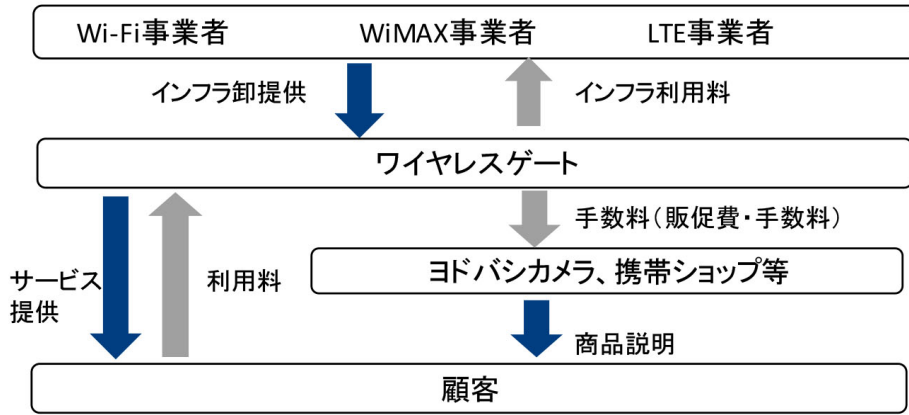 Wi-Fi事業者 WiMAX事業者 LTE事業者
インフラ卸提供 インフラ利用料
ワイヤレスゲート
手数料（販促費・手数料）
ヨドバシカメラ、携帯ショップ等
サービス
提供
利用料
商品説明
顧客